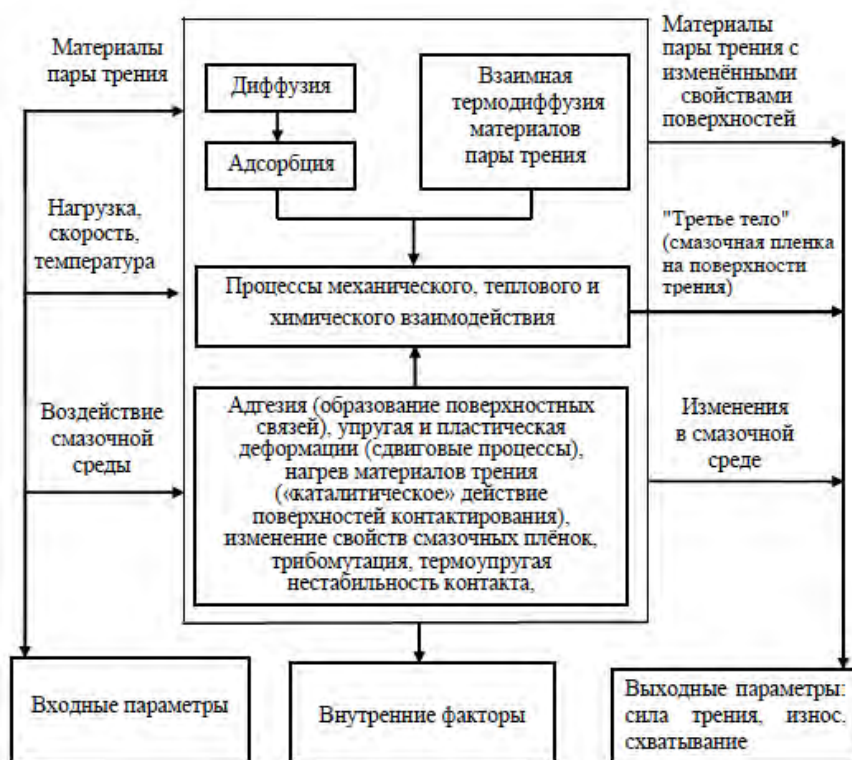 Материалы
пары трения
Диффузия
Адсорбция
Взаимная
термодиффузия
материалов
пары трения
Материалы
пары трения с
изменёнными
свойствами
поверхностей
Нагрузка,
скорость,
температура
Процессы механического, теплового и
химического взаимодействия
"Третье тело"
(смазочная пленка
на поверхности
трения)
Воздействие
смазочной
среды
Адгезия (образование поверхностных
связей), упругая и пластическая
деформации (сдвиговые процессы),
нагрев материалов трения
(«каталитическое» действие
поверхностей контактирования),
изменение свойств смазочных плёнок,
трибомутация, термоупругая
нестабильность контакта,
Изменения
в смазочной
среде
Входные параметры
Внутренние факторы
Выходные параметры:
сила трения, износ.
схватывание